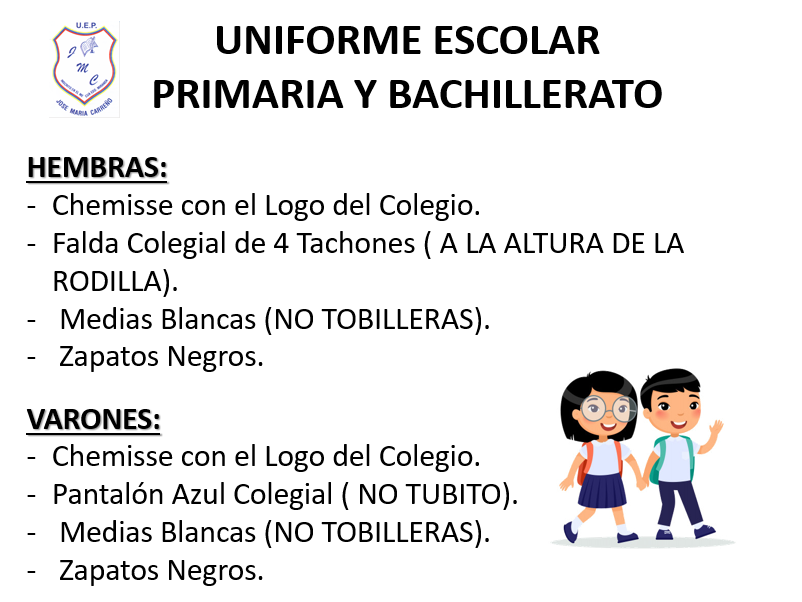 U.E.P.
J M C
JOSE MARIA CARREÑO
UNIFORME ESCOLAR
PRIMARIA Y BACHILLERATO
HEMBRAS:
- Chemisse con el Logo del Colegio.
- Falda Colegial de 4 Tachones ( A LA ALTURA DE LA
RODILLA).
- Medias Blancas (NO TOBILLERAS).
- Zapatos Negros.
VARONES:
- Chemisse con el Logo del Colegio.
- Pantalón Azul Colegial ( NO TUBITO).
- Medias Blancas (NO TOBILLERAS).
- Zapatos Negros.